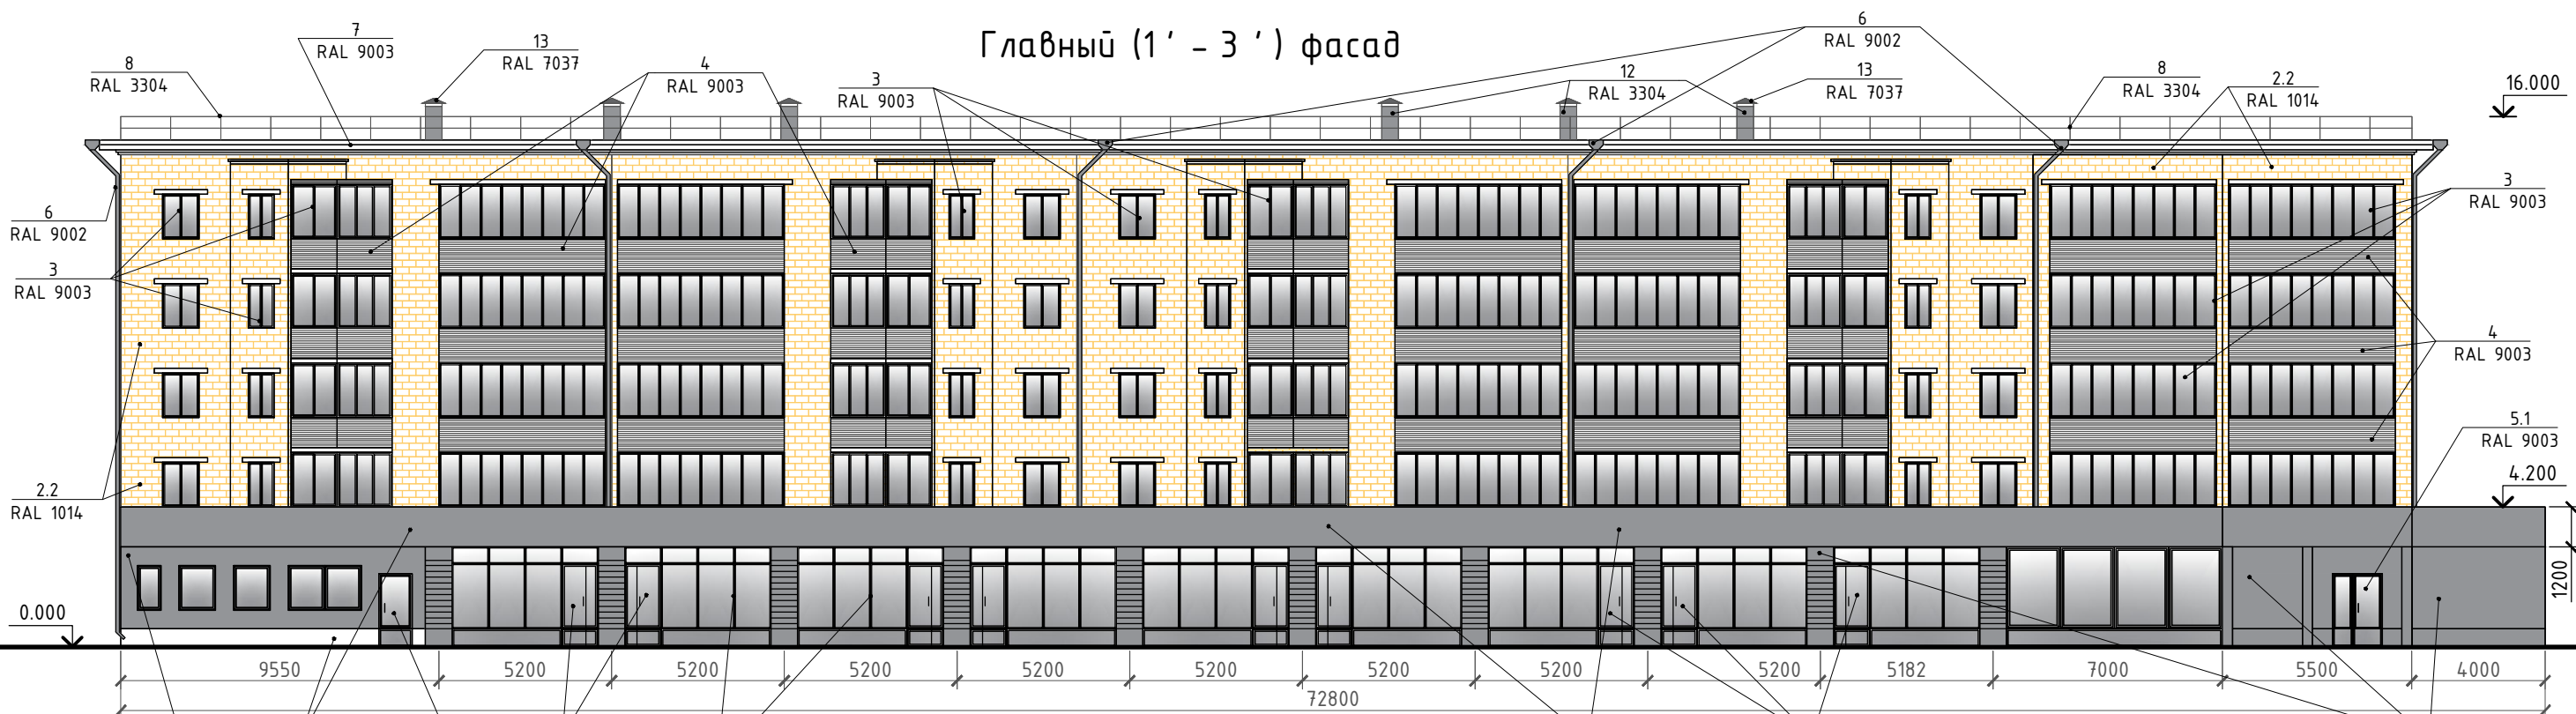 Главный (1 ' - 3 ') фасад
7
RAL 9003
13
RAL 7037
8
RAL 3304
4
RAL 9003
3
RAL 9003
6
RAL 9002
12
RAL 3304
13
RAL 7037
8
RAL 3304
2.2
RAL 1014
16.000
6
RAL 9002
3
RAL 9003
3
RAL 9003
4
RAL 9003
5.1
RAL 9003
2.2
RAL 1014
4.200
1200
0.000
9550 5200 5200 5200 5200 5200 5200 5200 5200 5182 7000 5500 4000
72800